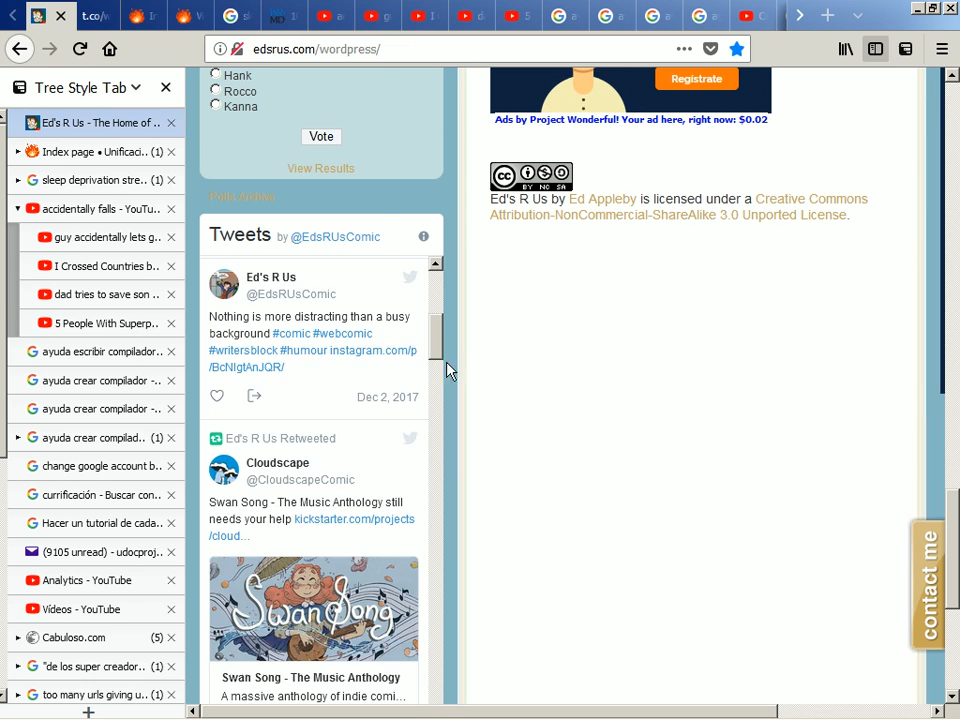 t.co/w
edsrus.com/wordpress/
Tree Style Tab
Ed's R Us - The Home of ..
Index page • Unificaci.. (1)
sleep deprivation stre.. (1)
accidentally falls - YouTu..
guy accidentally lets g..
I Crossed Countries b..
dad tries to save son ..
5 People With Superp..
ayuda escribir compilador..
ayuda crear compilador -..
ayuda crear compilador -..
ayuda crear compilad.. (1)
change google account b..
currificación - Buscar con..
Hacer un tutorial de cada..
(9105 unread) - udocproj..
Analytics - YouTube
Vídeos - YouTube
Cabuloso.com (5)
"de los super creador.. (1)
too many urls giving u.. (1)
Hank
Rocco
Kanna
Vote
View Results
Polls Archive
Tweets by @EdsRUsComic
Ed's R Us
@EdsRUsComic
Nothing is more distracting than a busy
background #comic #webcomic
#writersblock #humour instagram.com/p
/BcNIgtAnJQR/
Dec 2, 2017
Ed's R Us Retweeted
Cloudscape
@CloudscapeComic
Swan Song - The Music Anthology still
needs your help kickstarter.com/projects
/cloud…
Swan Song
Swan Song - The Music Anthology
A massive anthology of indie comi…
Registrate
Ads by Project Wonderful! Your ad here, right now: $0.02
cc
BY NC SA
Ed's R Us by Ed Appleby is licensed under a Creative Commons
Attribution-NonCommercial-ShareAlike 3.0 Unported License.
contact me